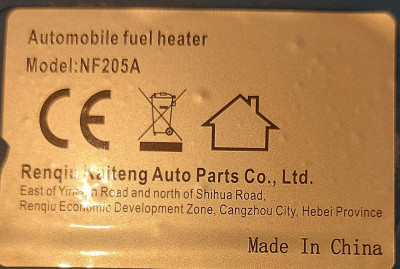 Automobile fuel heater
Model:NF205A
CE
Renqiu Kaiteng Auto Parts Co., Ltd.
East of Road and north of Shihua Road,
Renqiu Economic Development Zone, Cangzhou City, Hebei Province
Made In China